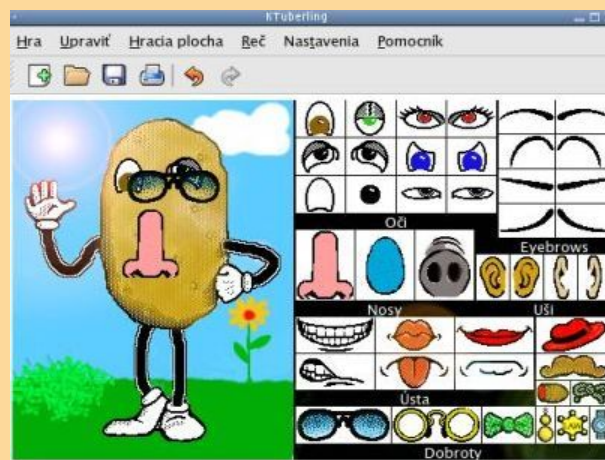 KTuberling
Hra Upraviť Hracia plocha Reč Nastavenia Pomocník
Oči
Eyebrows
Nosy
Uši
Ústa
Dobroty